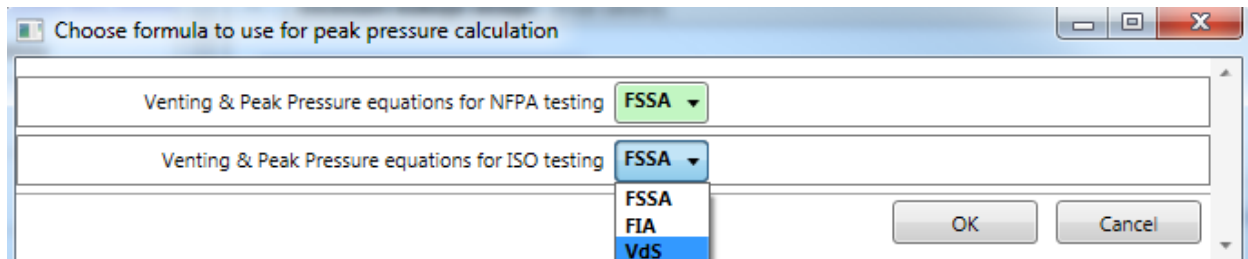 Choose formula to use for peak pressure calculation
Venting & Peak Pressure equations for NFPA testing FSSA
Venting & Peak Pressure equations for ISO testing FSSA
FSSA
FIA
VdS
OK Cancel